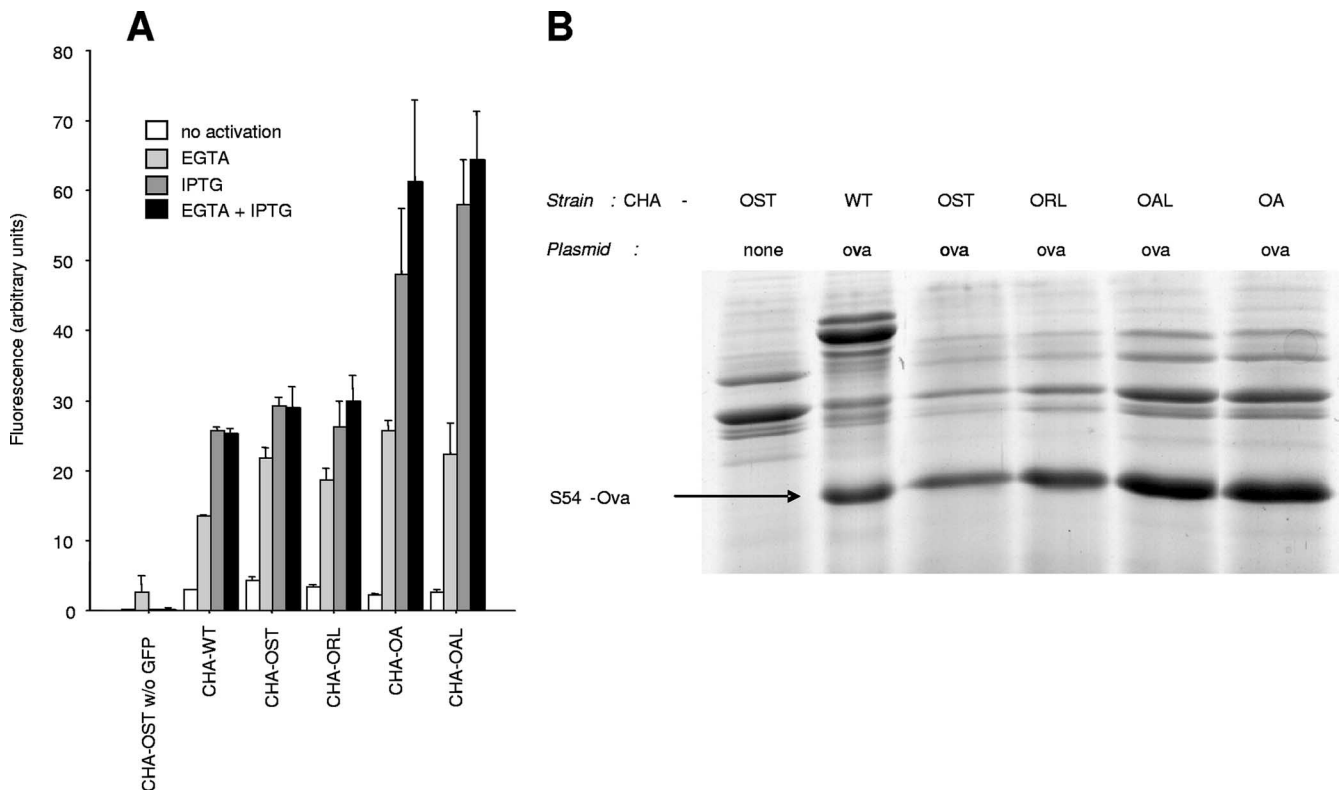 A
B
80
70
60
50
40
30
20
10
0
Fluorescence (arbitrary units)
no activation
EGTA
IPTG
EGTA + IPTG
CHA-OST w/o GFP
CHA-WT
CHA-OST
CHA-ORL
CHA-OA
CHA-OAL
Strain : CHA - OST WT OST ORL OAL OA
Plasmid : none ova ova ova ova ova
S54 -Ova